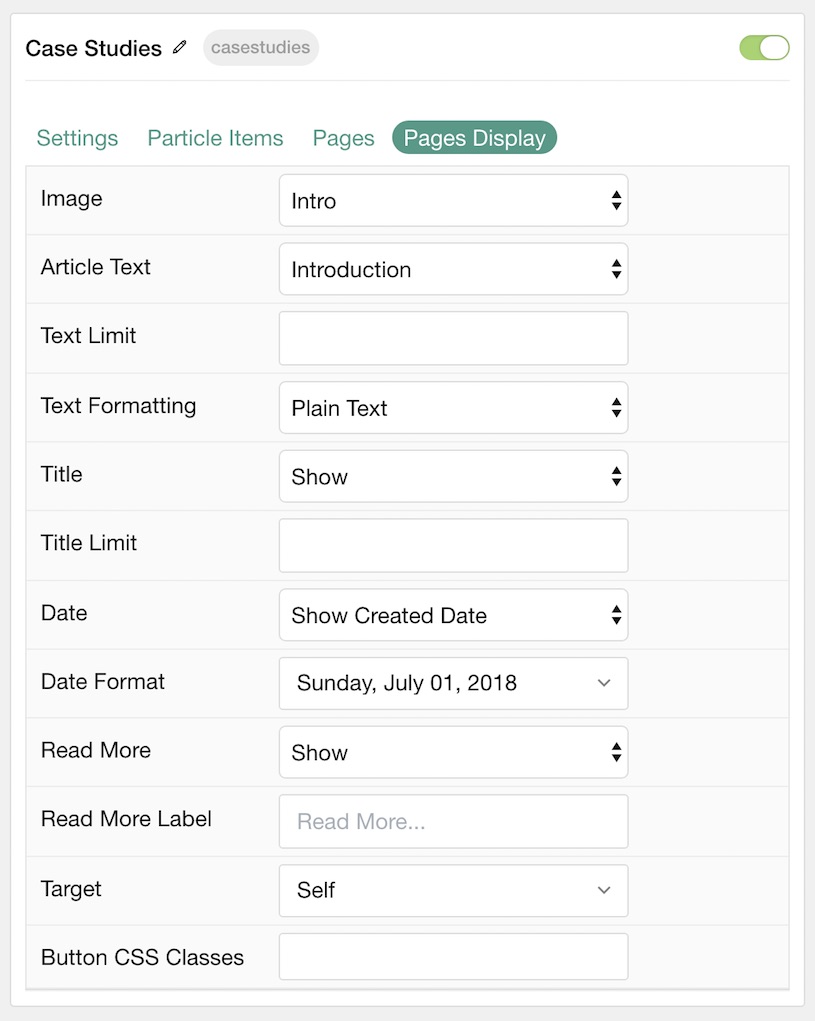 Case Studies casestudies
Settings Particle Items Pages Pages Display
Image Intro
Article Text Introduction
Text Limit
Text Formatting Plain Text
Title Show
Title Limit
Date Show Created Date
Date Format Sunday, July 01, 2018
Read More Show
Read More Label Read More...
Target Self
Button CSS Classes